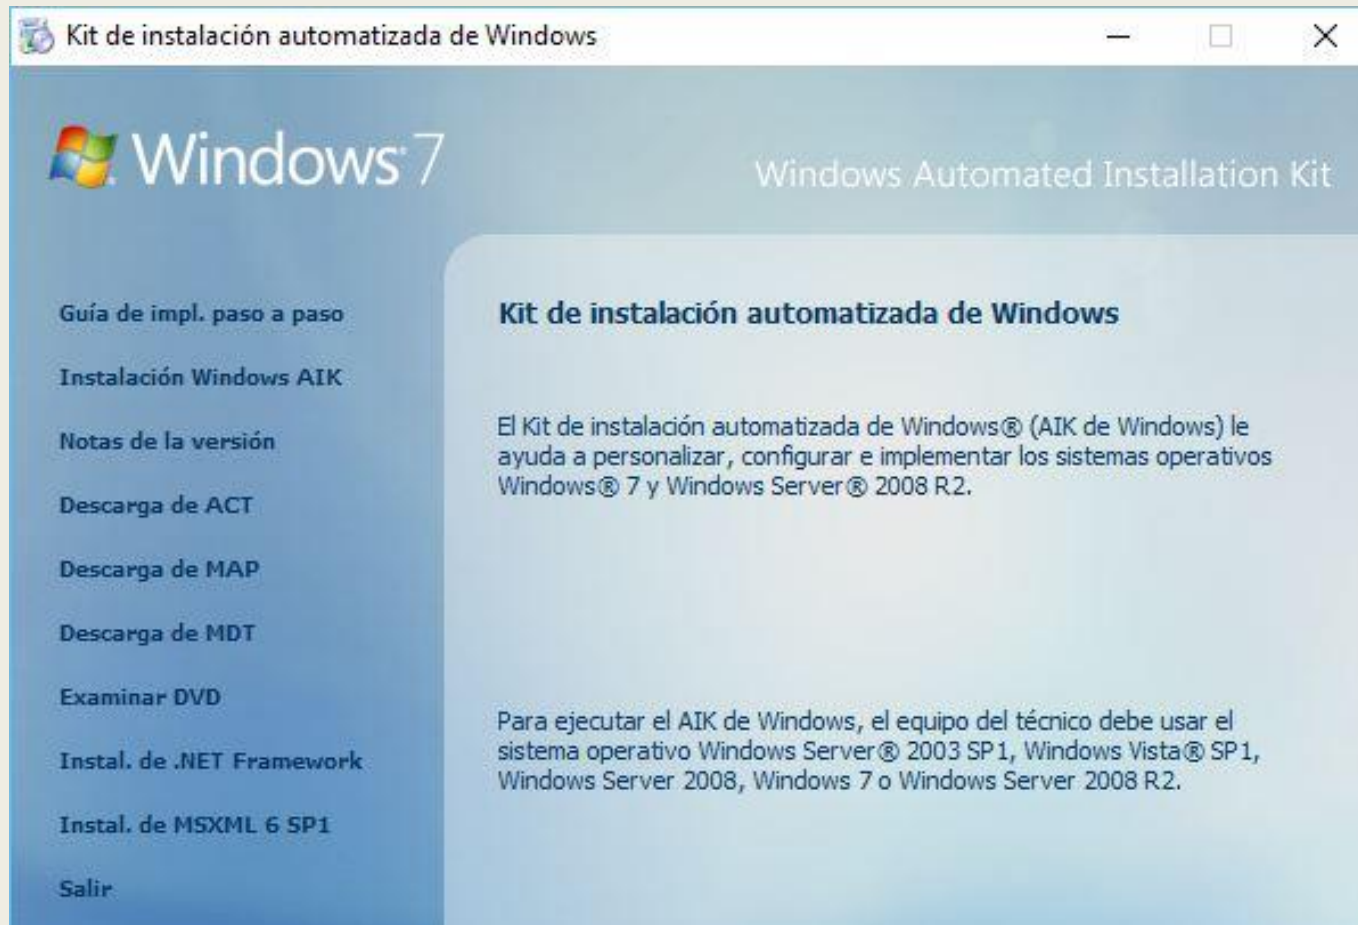 Kit de instalación automatizada de Windows
Windows 7
Windows Automated Installation Kit
Guía de impl. paso a paso
Instalación Windows AIK
Notas de la versión
Descarga de ACT
Descarga de MAP
Descarga de MDT
Examinar DVD
Instal. de .NET Framework
Instal. de MSXML 6 SP1
Salir
Kit de instalación automatizada de Windows
El Kit de instalación automatizada de Windows® (AIK de Windows) le
ayuda a personalizar, configurar e implementar los sistemas operativos
Windows® 7 y Windows Server® 2008 R2.
Para ejecutar el AIK de Windows, el equipo del técnico debe usar el
sistema operativo Windows Server® 2003 SP1, Windows Vista® SP1,
Windows Server 2008, Windows 7 o Windows Server 2008 R2.